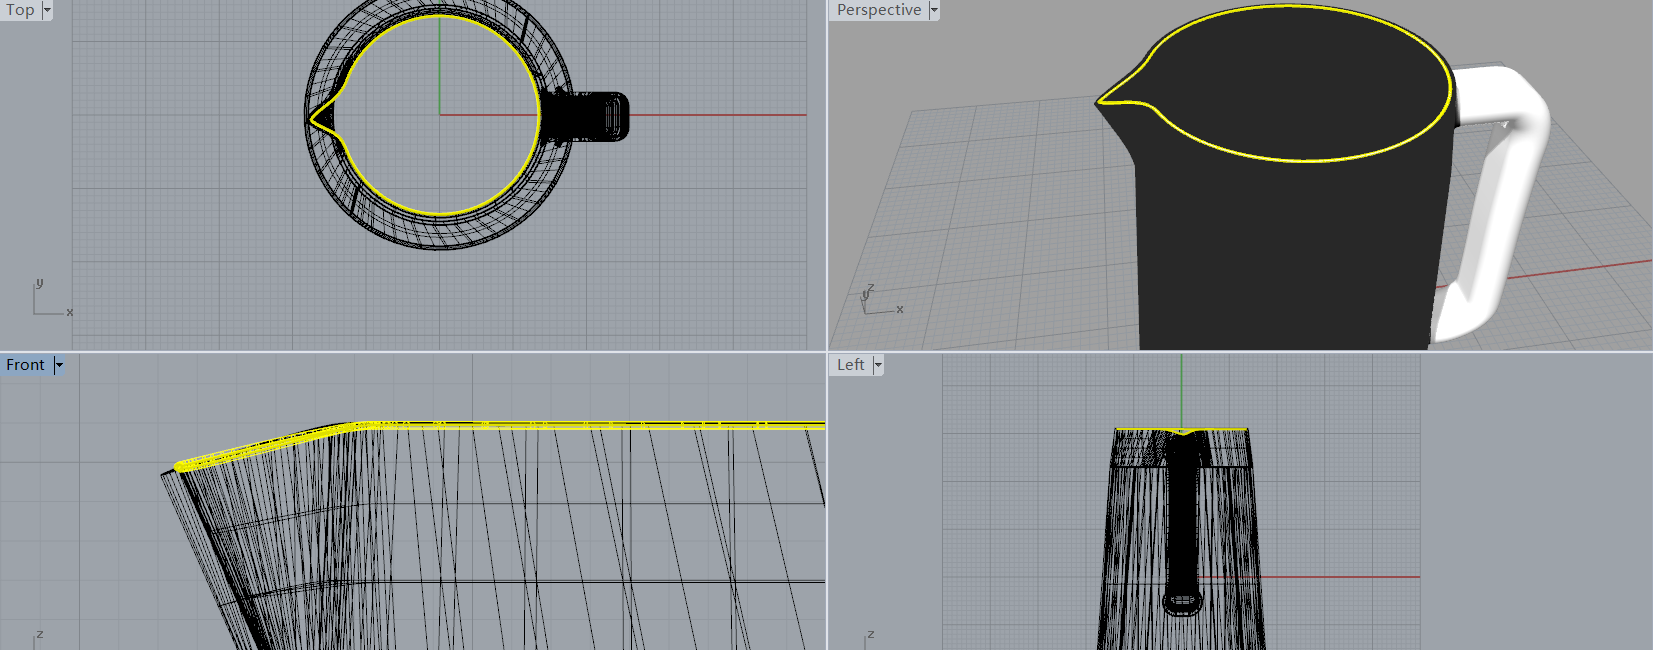 Top
Perspective
y
x
z
y
x
Front
Left
z
z